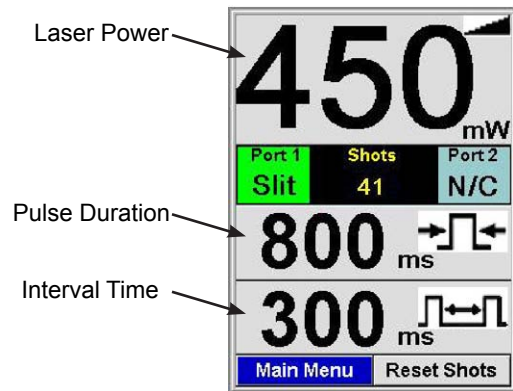 Laser Power
450 mW
Port 1 Shots Port 2
Slit 41 N/C
Pulse Duration
800 ms
Interval Time
300 ms
Main Menu Reset Shots